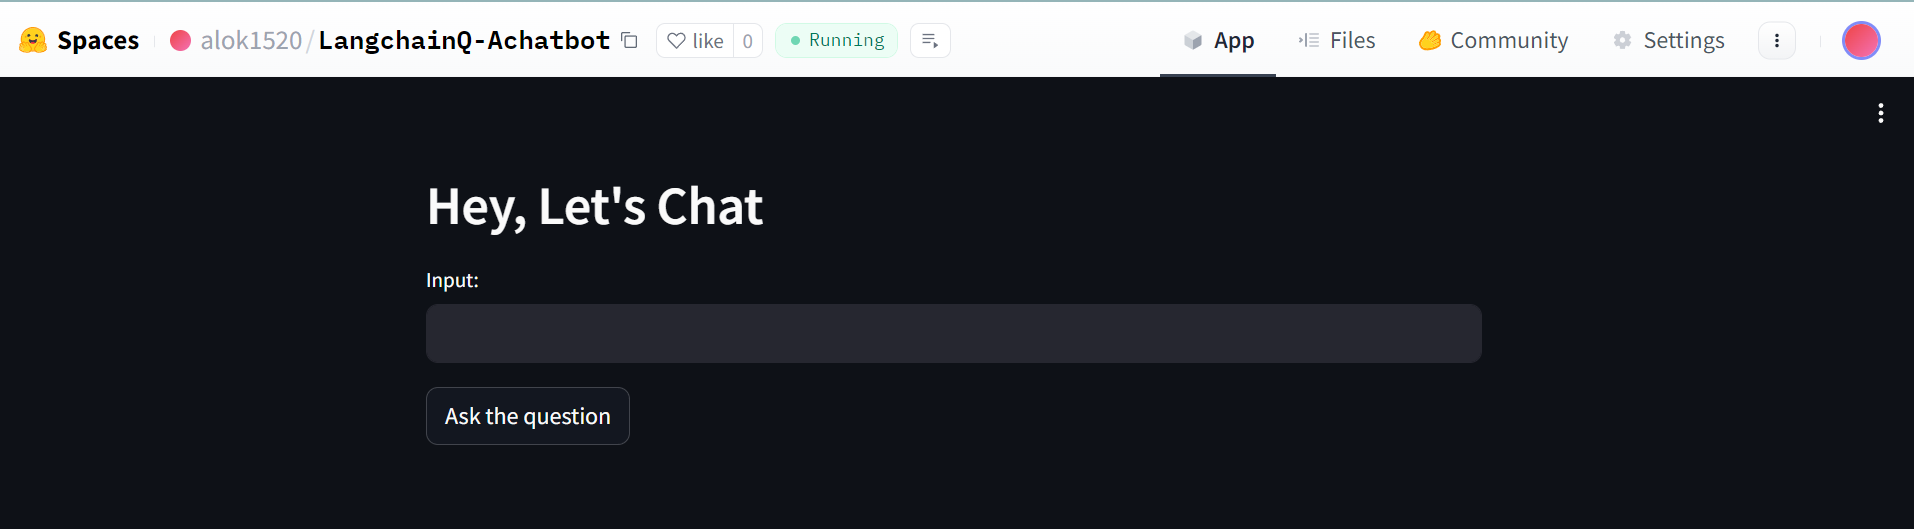 Spaces alok1520/LangchainQ-Achatbot like 0 Running App Files Community Settings
Hey, Let's Chat
Input:
Ask the question